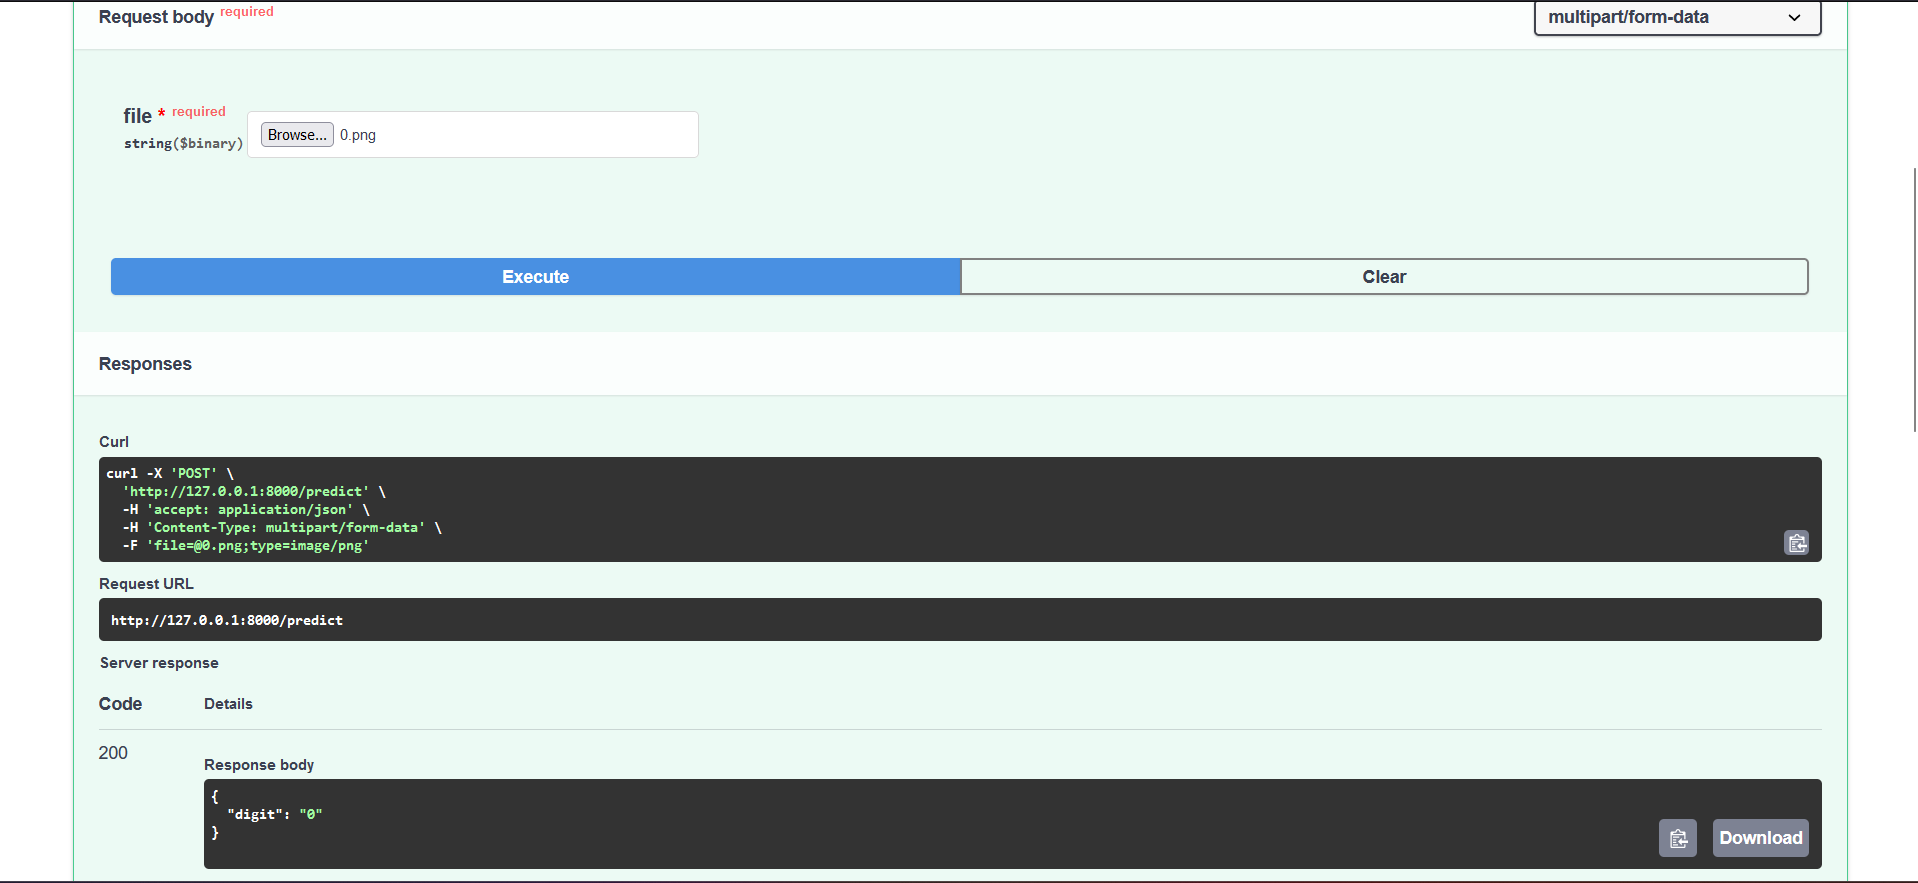 Request body required
multipart/form-data
file * required
string($binary)
Browse... 0.png
Execute
Clear
Responses
Curl
curl -X 'POST' \
  'http://127.0.0.1:8000/predict' \
  -H 'accept: application/json' \
  -H 'Content-Type: multipart/form-data' \
  -F 'file=@0.png;type=image/png'
Request URL
http://127.0.0.1:8000/predict
Server response
Code Details
200
Response body
{
  "digit": "0"
}
Download